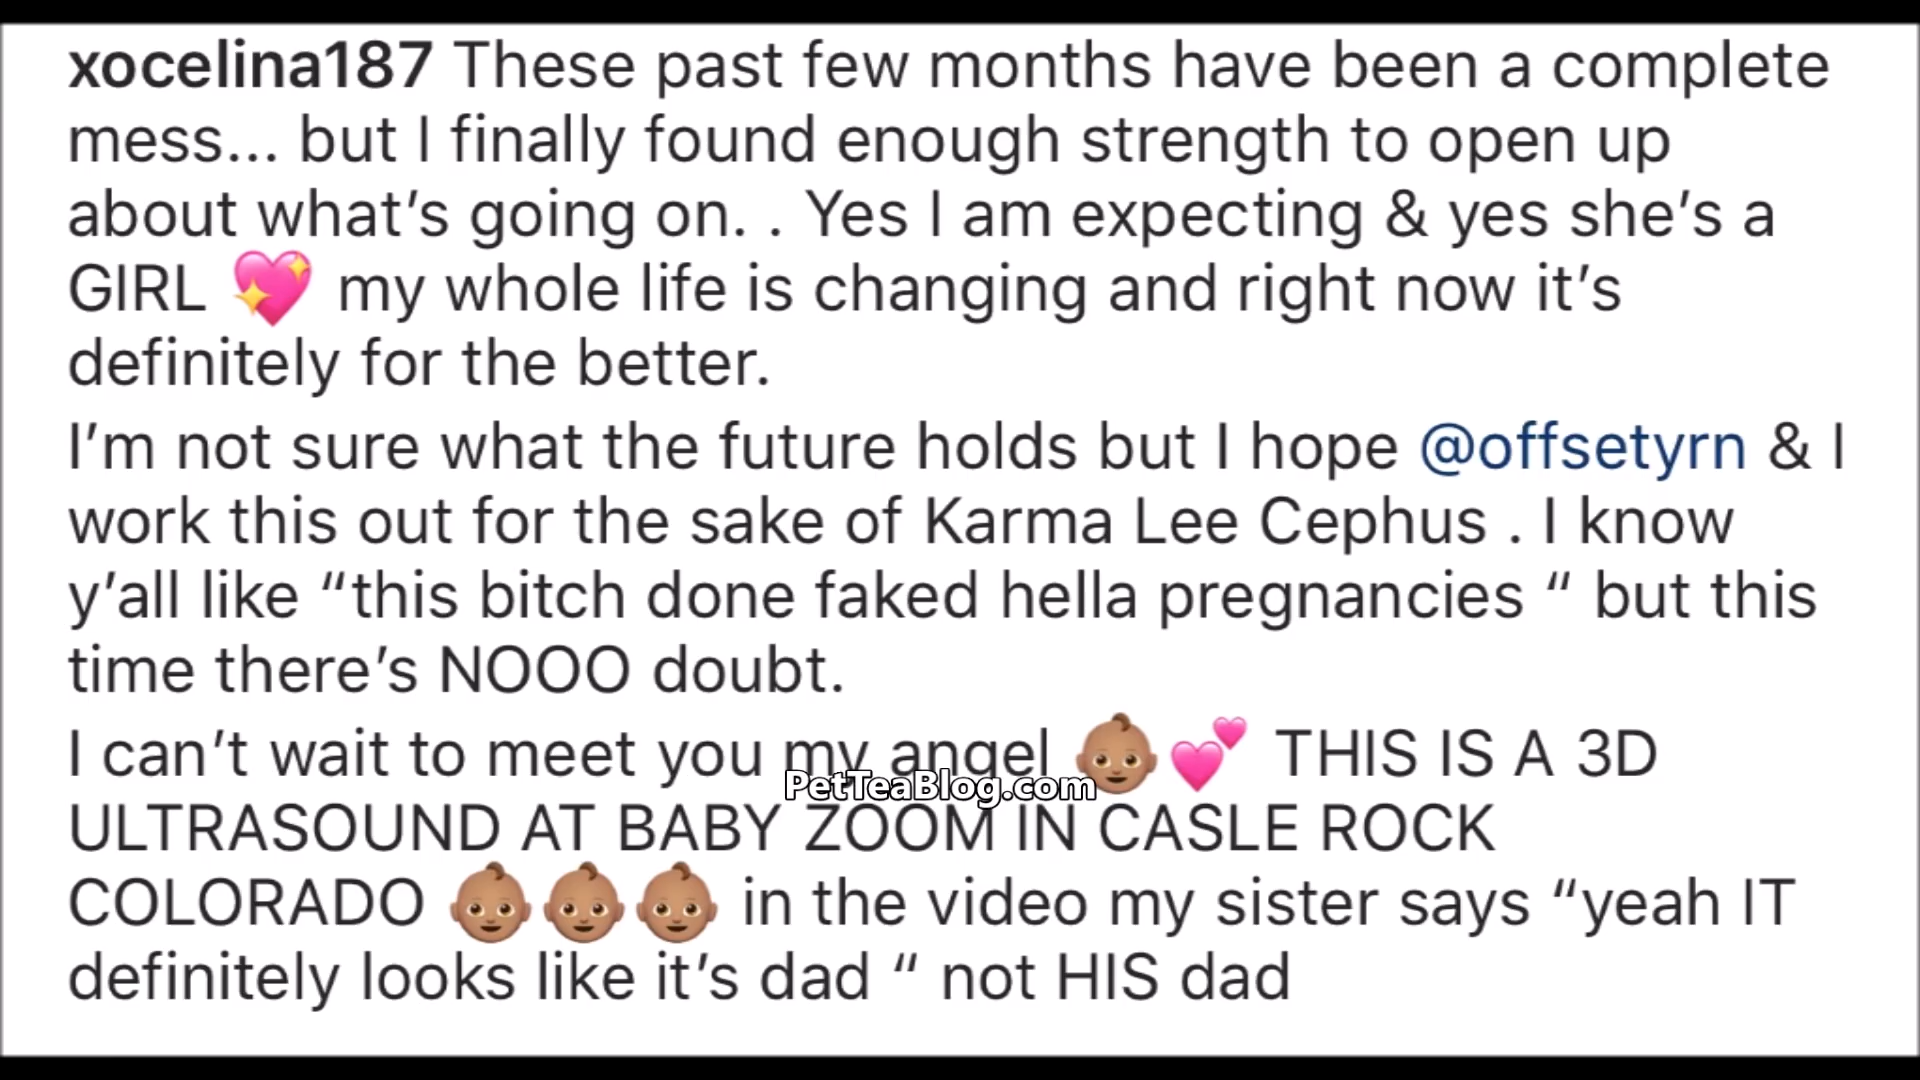 xocelina187 These past few months have been a complete
mess... but I finally found enough strength to open up
about what's going on. . Yes I am expecting & yes she's a
GIRL 💖 my whole life is changing and right now it's
definitely for the better.
I'm not sure what the future holds but I hope @offsetyrn & I
work this out for the sake of Karma Lee Cephus . I know
y'all like “this bitch done faked hella pregnancies “ but this
time there's NOOO doubt.
I can't wait to meet you my angel 👶🏽💕 THIS IS A 3D
PetTeaBlog.com
ULTRASOUND AT BABY ZOOM IN CASLE ROCK
COLORADO 👶🏽👶🏽👶🏽 in the video my sister says “yeah IT
definitely looks like it's dad “ not HIS dad